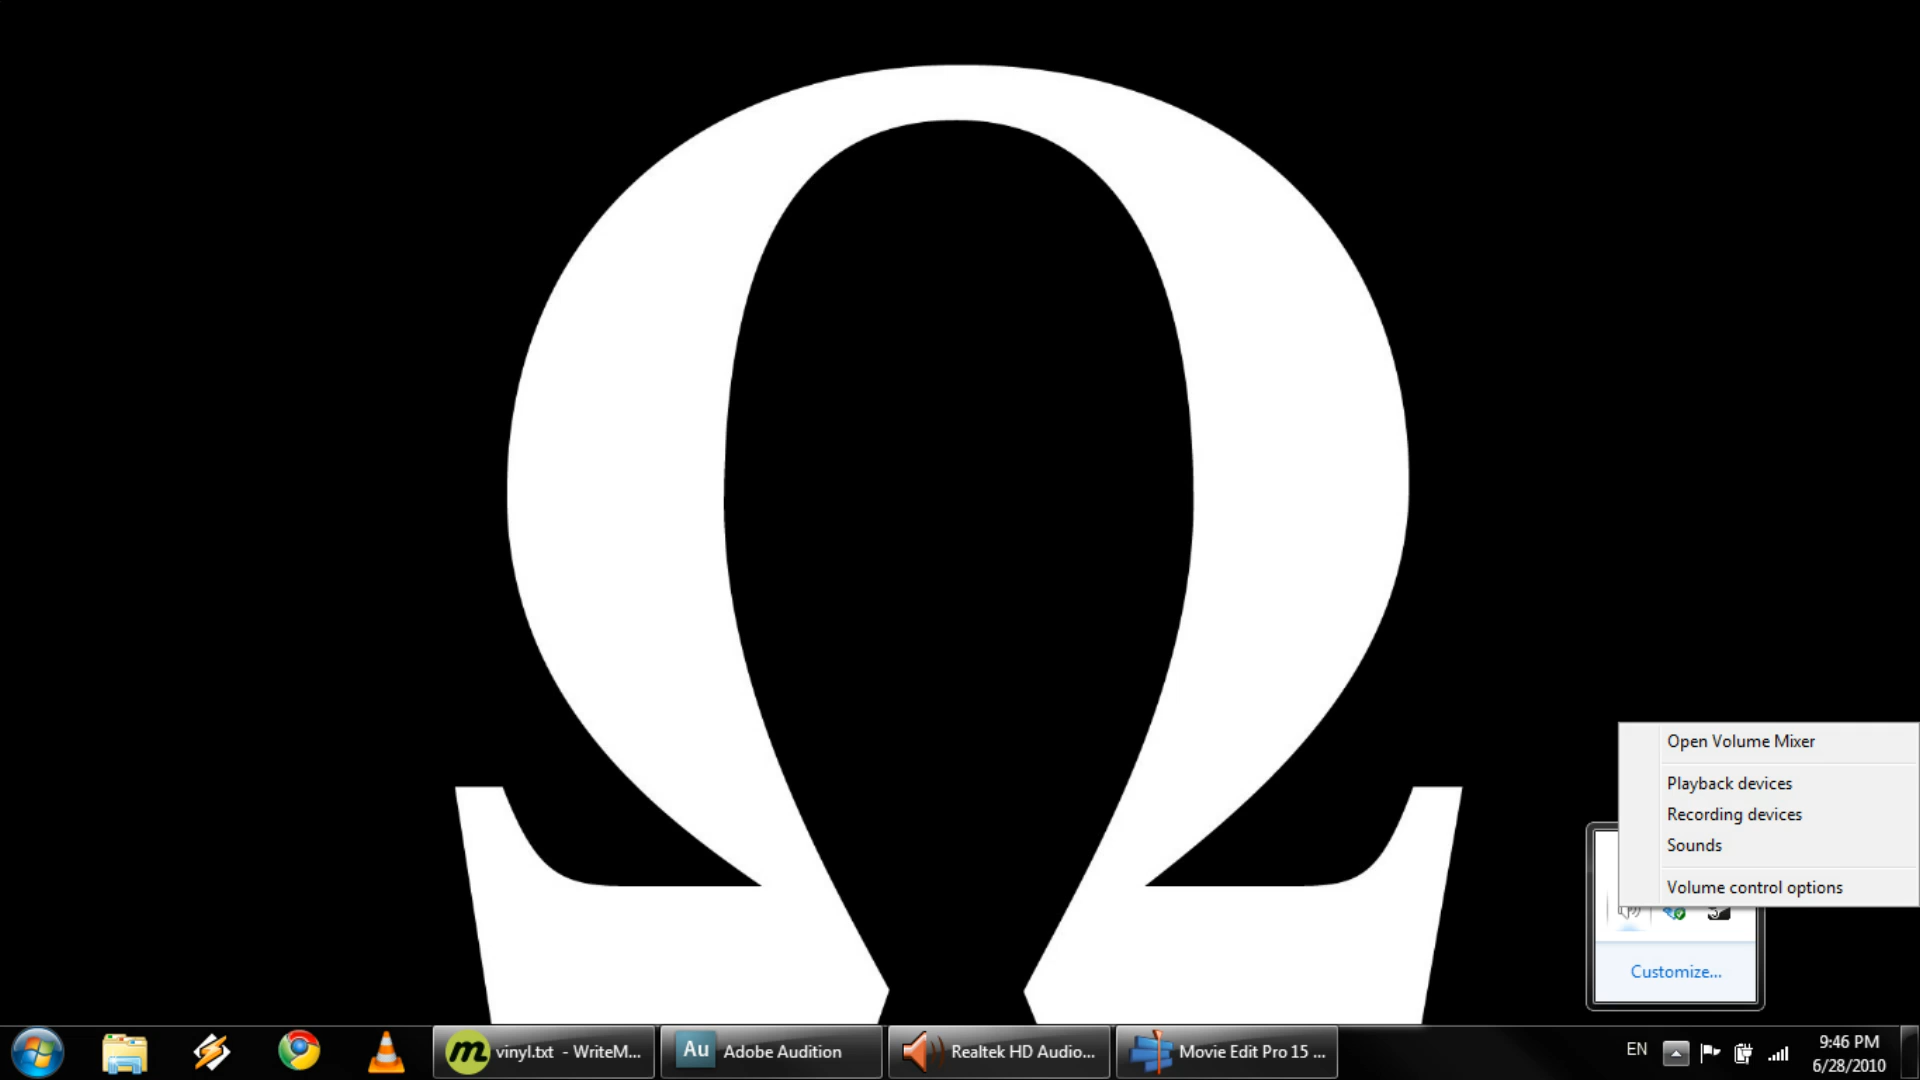 Ω
Open Volume Mixer
Playback devices
Recording devices
Sounds
Volume control options
Customize...
m vinyl.txt - WriteM...
Au Adobe Audition
Realtek HD Audio...
Movie Edit Pro 15 ...
EN
9:46 PM
6/28/2010